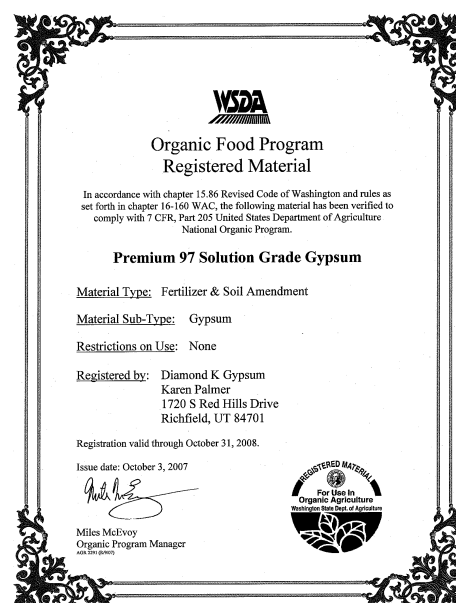 WSDA
Organic Food Program
Registered Material
In accordance with chapter 15.86 Revised Code of Washington and rules as
set forth in chapter 16-160 WAC, the following material has been verified to
comply with 7 CFR, Part 205 United States Department of Agriculture
National Organic Program.
Premium 97 Solution Grade Gypsum
Material Type: Fertilizer & Soil Amendment
Material Sub-Type: Gypsum
Restrictions on Use: None
Registered by: Diamond K Gypsum
Karen Palmer
1720 S Red Hills Drive
Richfield, UT 84701
Registration valid through October 31, 2008.
Issue date: October 3, 2007
Miles McEvoy
Organic Program Manager
REGISTERED MATERIAL
For Use In
Organic Agriculture
Washington State Dept. of Agriculture